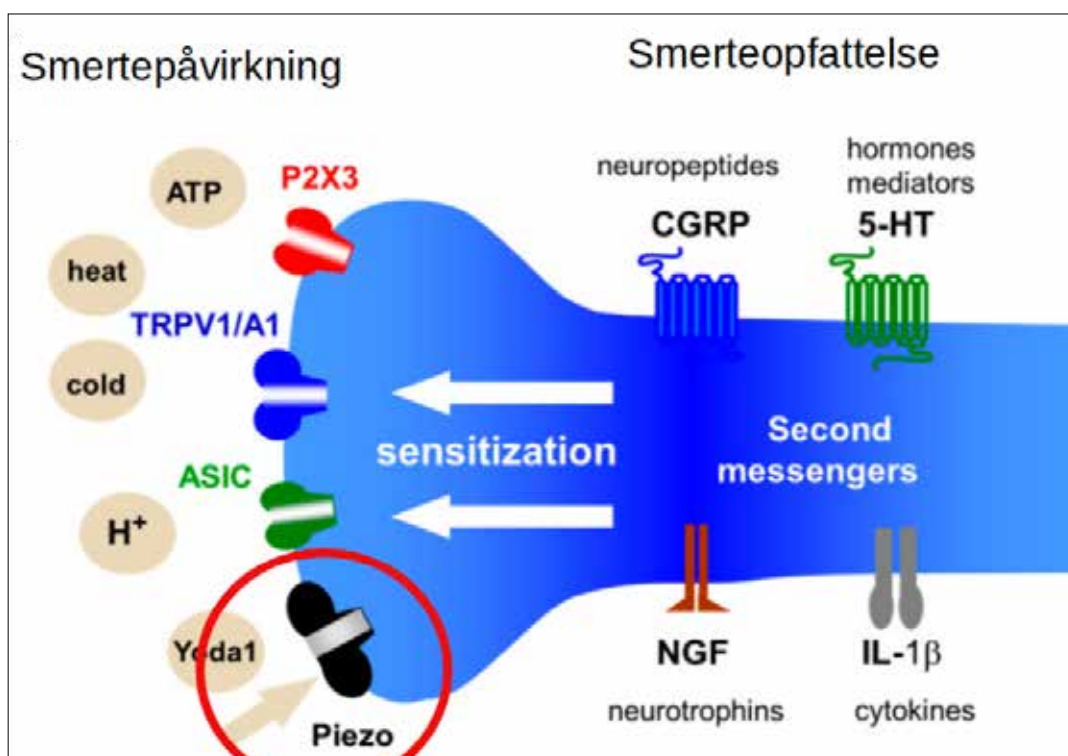 Smertepåvirkning
Smerteopfattelse
ATP
P2X3
heat
TRPV1/A1
cold
ASIC
H+
Yoda1
Piezo
neuropeptides
CGRP
hormones
mediators
5-HT
sensitization
Second
messengers
NGF
neurotrophins
IL-1β
cytokines